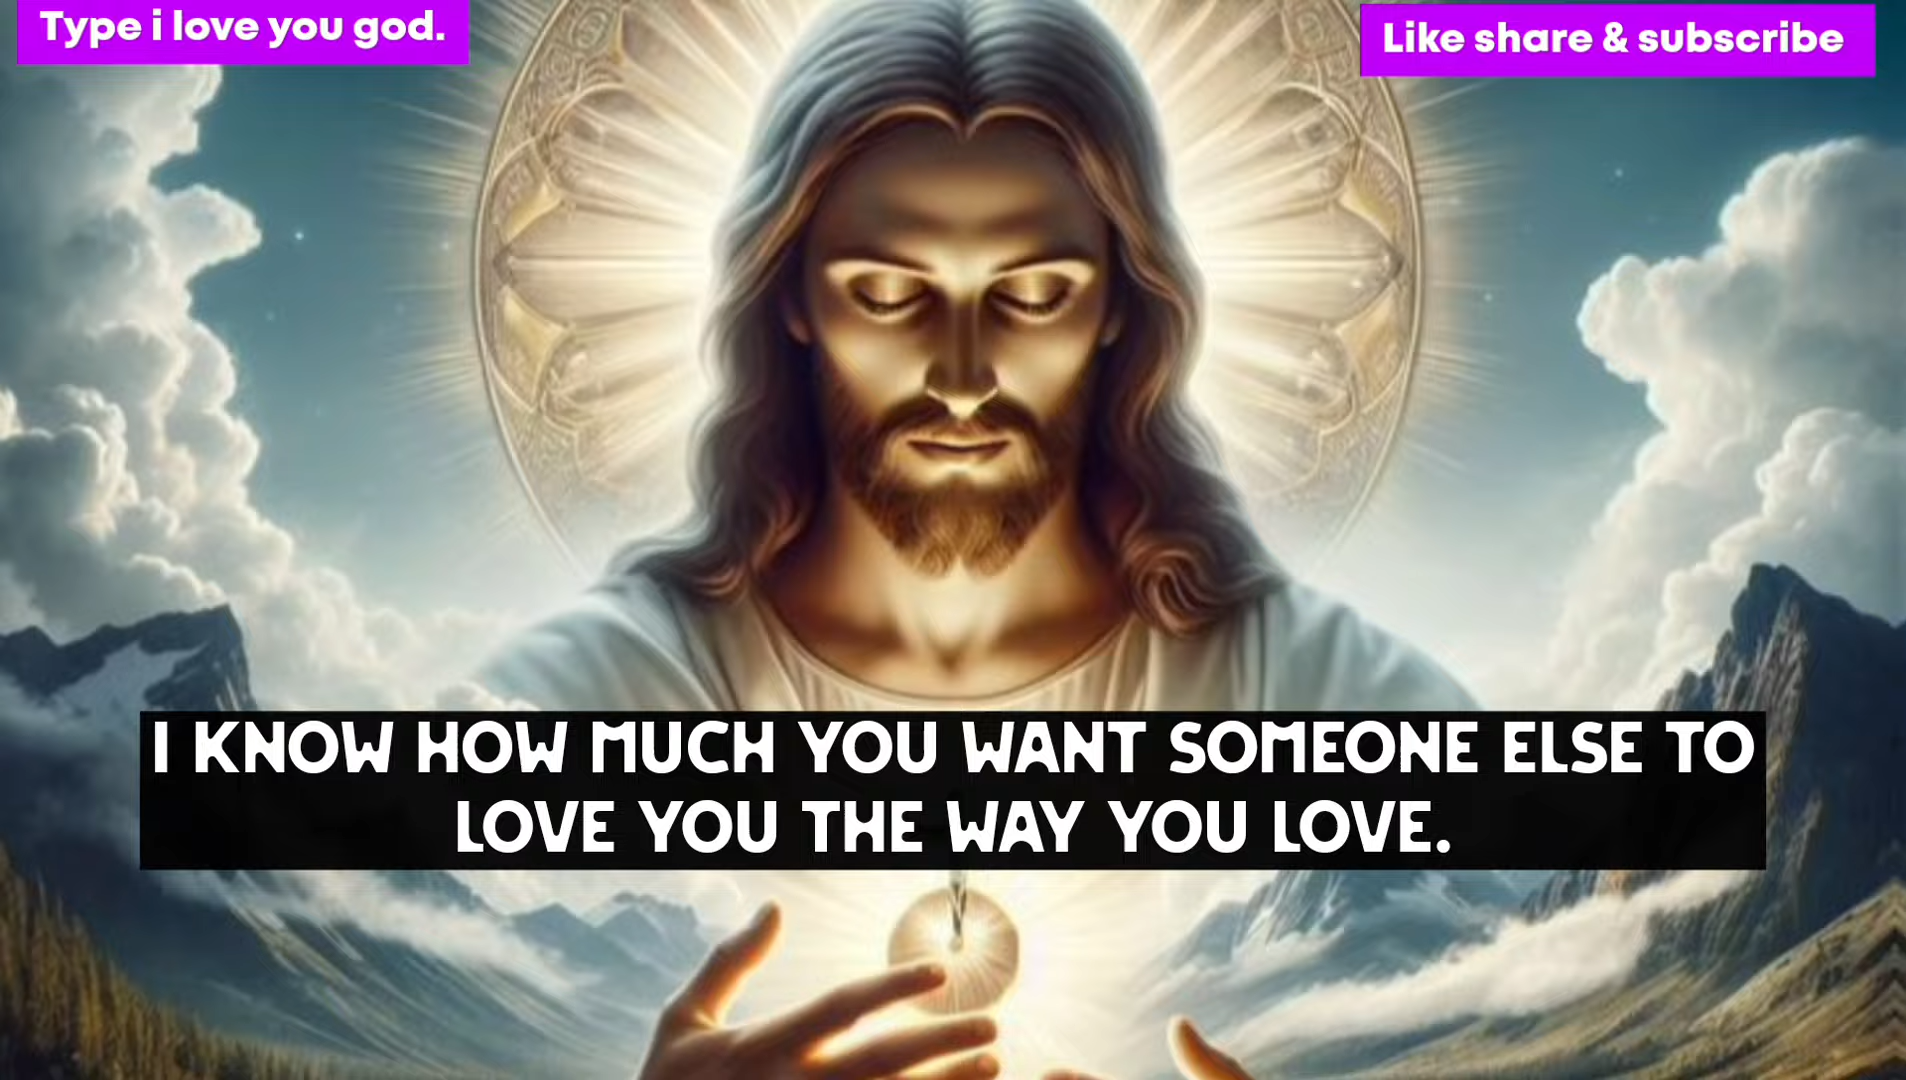 Type i love you god.
Like share & subscribe
I KNOW HOW MUCH YOU WANT SOMEONE ELSE TO
LOVE YOU THE WAY YOU LOVE.